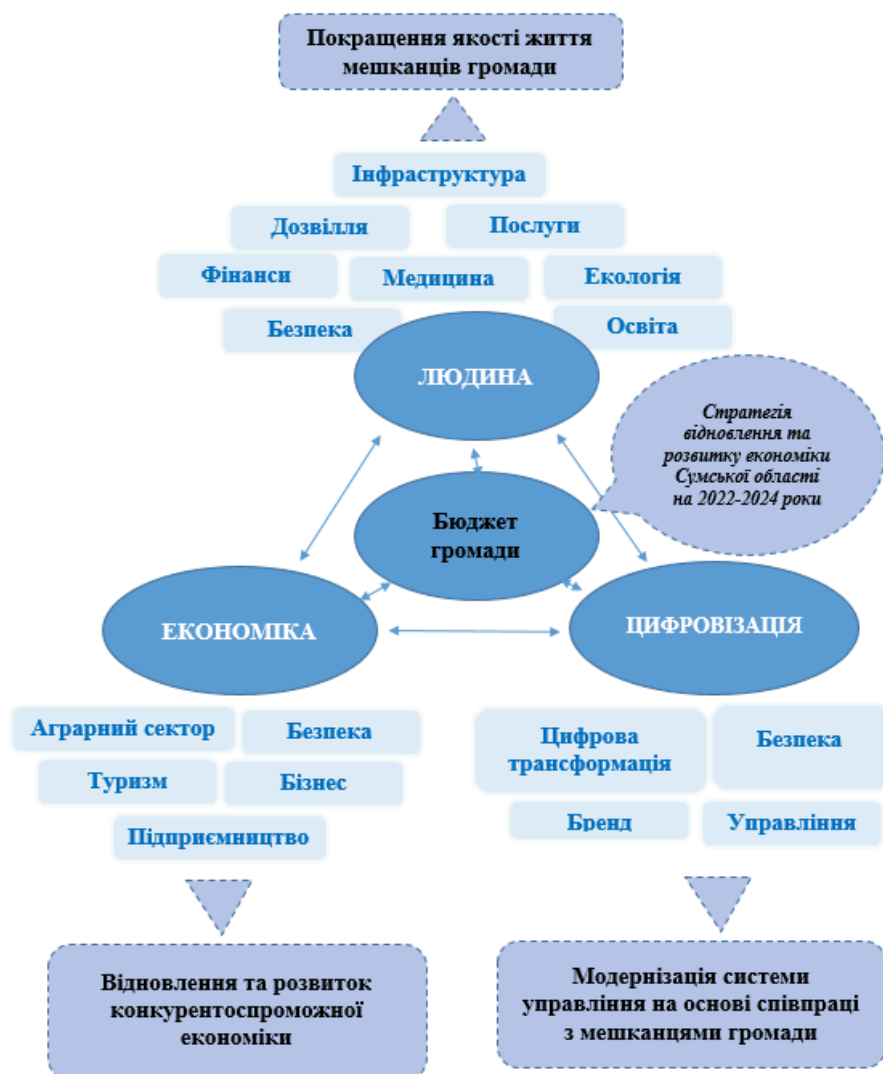 Покращення якості життя
мешканців громади
Інфраструктура
Дозвілля
Послуги
Фінанси
Медицина
Екологія
Безпека
Освіта
ЛЮДИНА
Стратегія
відновлення та
розвитку економіки
Сумської області
на 2022-2024 роки
Бюджет
громади
ЕКОНОМІКА
ЦИФРОВІЗАЦІЯ
Аграрний сектор
Безпека
Туризм
Бізнес
Підприємництво
Цифрова
трансформація
Безпека
Бренд
Управління
Відновлення та розвиток
конкурентоспроможної
економіки
Модернізація системи
управління на основі співпраці
з мешканцями громади